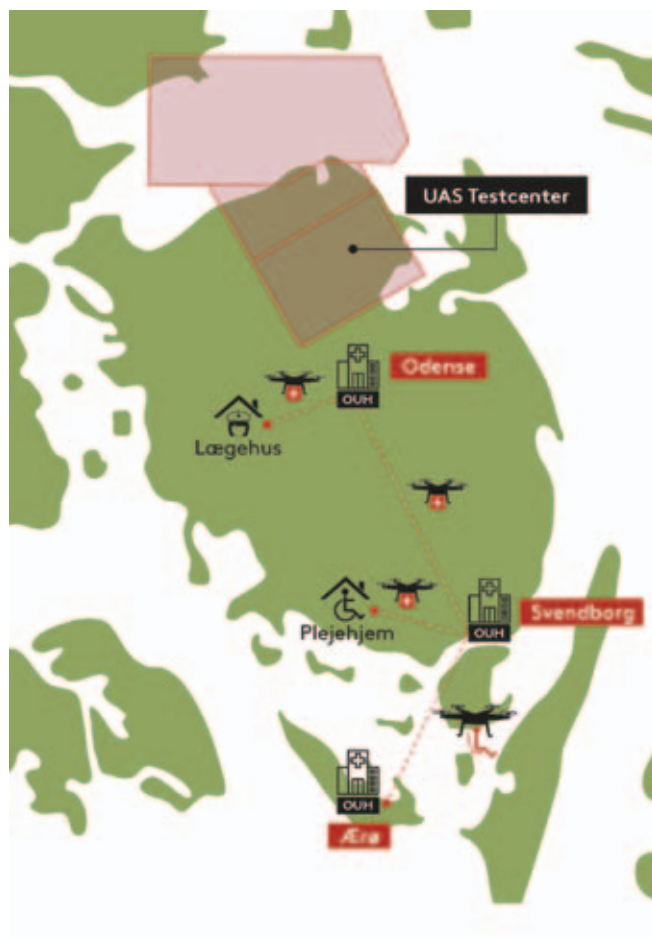 UAS Testcenter
Odense
OUH
Lægehus
Svendborg
Plejehjem
OUH
OUH
Ærø